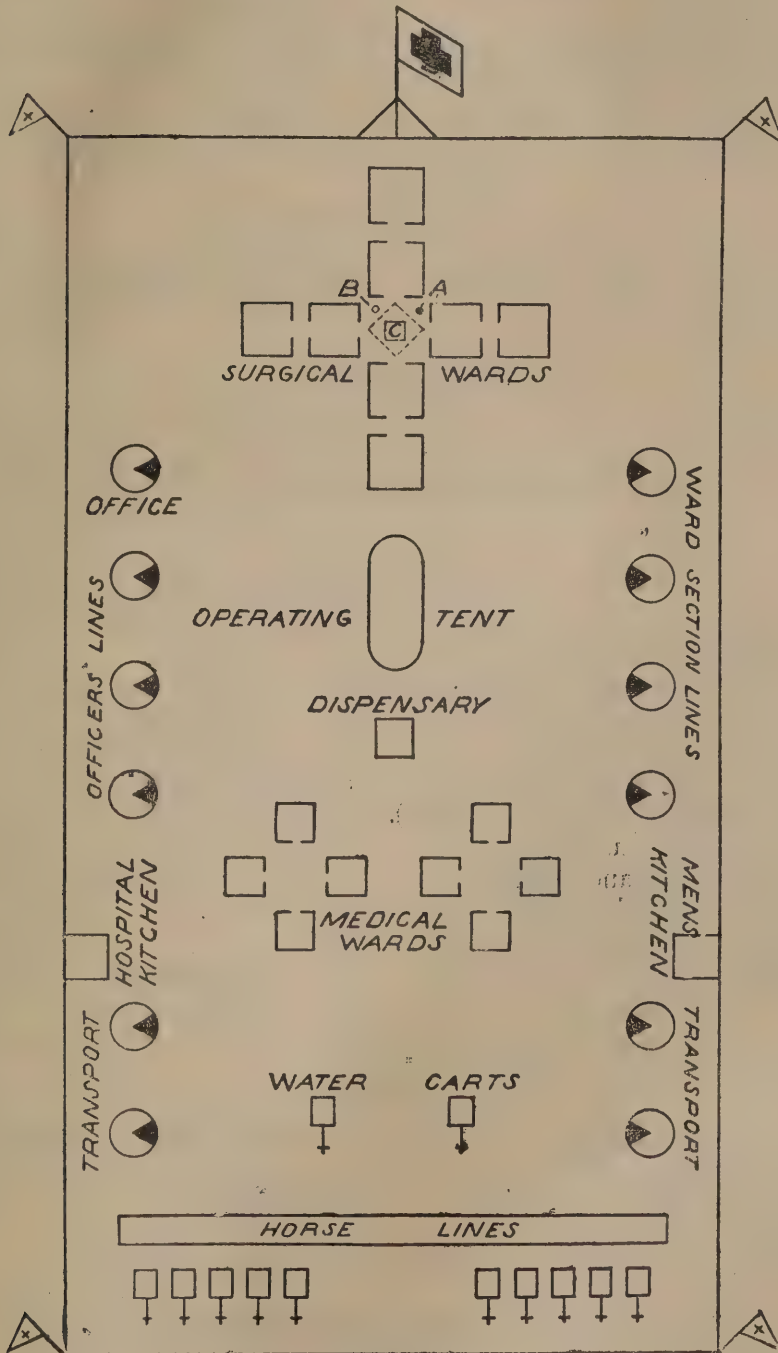 B A
C
SURGICAL WARDS
OFFICE
WARD SECTION LINES
OFFICERS' LINES
OPERATING TENT
DISPENSARY
HOSPITAL
KITCHEN
MEDICAL
WARDS
MENS
KITCHEN
TRANSPORT
TRANSPORT
WATER CARTS
HORSE LINES